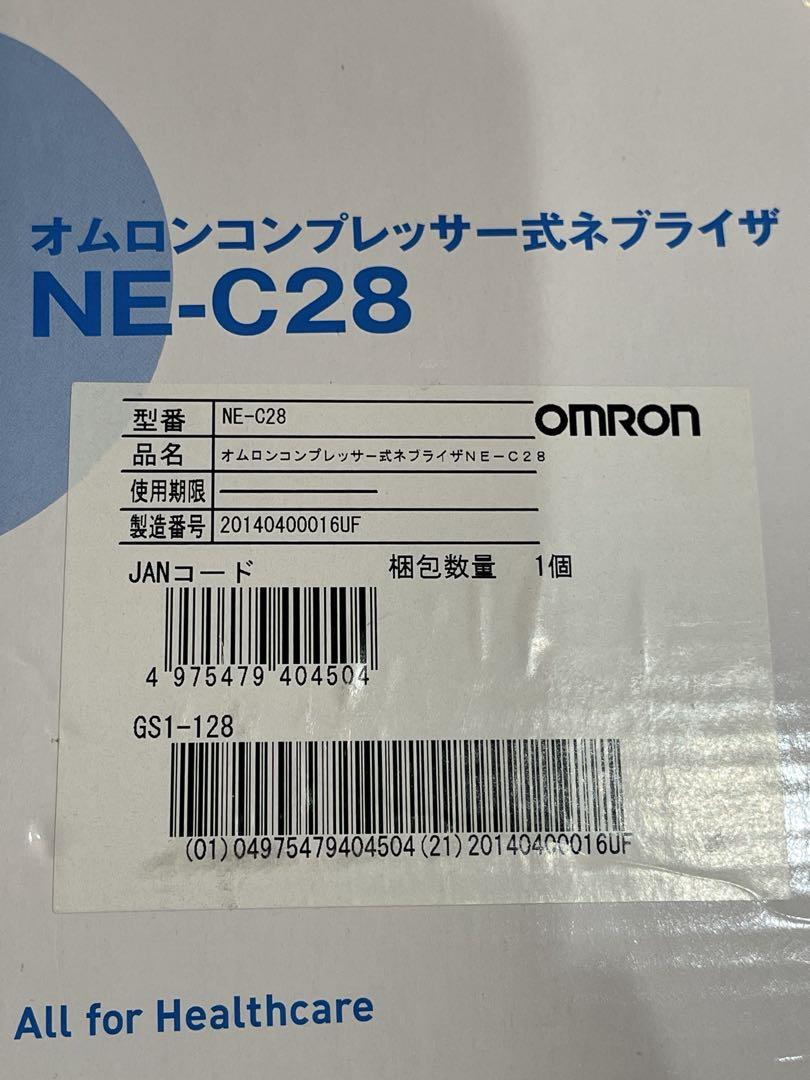 オムロンコンプレッサー式ネブライザ
NE-C28
OMRON
型番 NE-C28
品名 オムロンコンプレッサー式ネブライザNE-C28
使用期限 ————
製造番号 20140400016UF
JANコード 梱包数量 1個
4 975479 404504
GS1-128
(01)04975479404504(21)20140400016UF
All for Healthcare